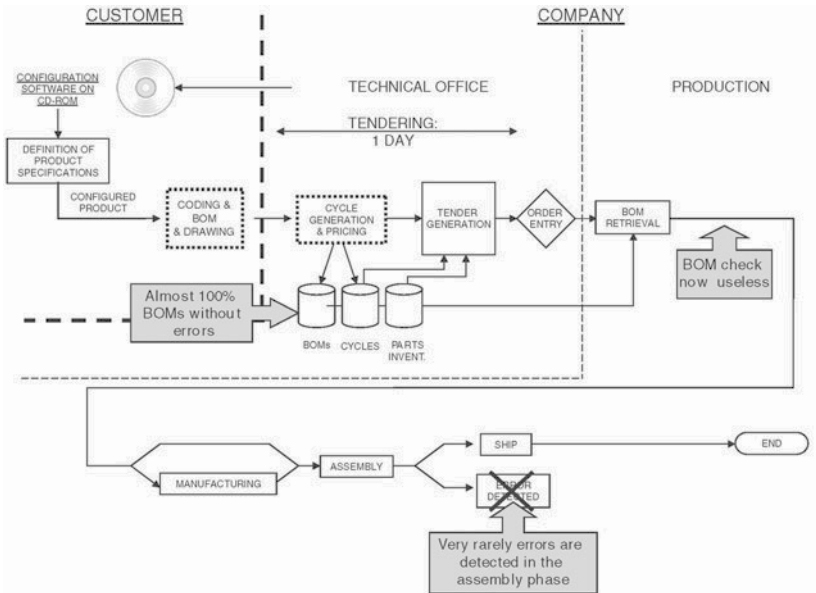 CUSTOMER
COMPANY
CONFIGURATION
SOFTWARE ON
CD-ROM
TECHNICAL OFFICE
PRODUCTION
TENDERING:
1 DAY
DEFINITION OF
PRODUCT
SPECIFICATIONS
CONFIGURED
PRODUCT
CODING &
BOM
& DRAWING
CYCLE
GENERATION
& PRICING
TENDER
GENERATION
ORDER
ENTRY
BOM
RETRIEVAL
BOM check
now useless
Almost 100%
BOMs without
errors
BOMs
CYCLES
PARTS
INVENT.
MANUFACTURING
ASSEMBLY
SHIP
END
ERROR
DETECTED
Very rarely errors are
detected in the
assembly phase